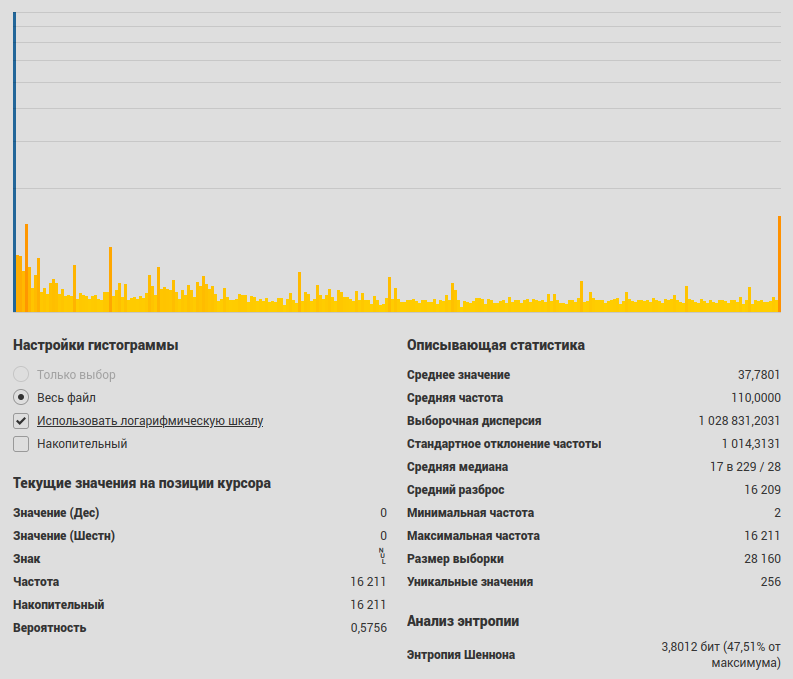 Настройки гистограммы
Только выбор
Весь файл
Использовать логарифмическую шкалу
Накопительный
Текущие значения на позиции курсора
Значение (Дес) 0
Значение (Шестн) 0
Знак NUL
Частота 16 211
Накопительный 16 211
Вероятность 0,5756
Описывающая статистика
Среднее значение 37,7801
Средняя частота 110,0000
Выборочная дисперсия 1 028 831,2031
Стандартное отклонение частоты 1 014,3131
Средняя медиана 17 в 229 / 28
Средний разброс 16 209
Минимальная частота 2
Максимальная частота 16 211
Размер выборки 28 160
Уникальные значения 256
Анализ энтропии
Энтропия Шеннона 3,8012 бит (47,51% от
максимума)